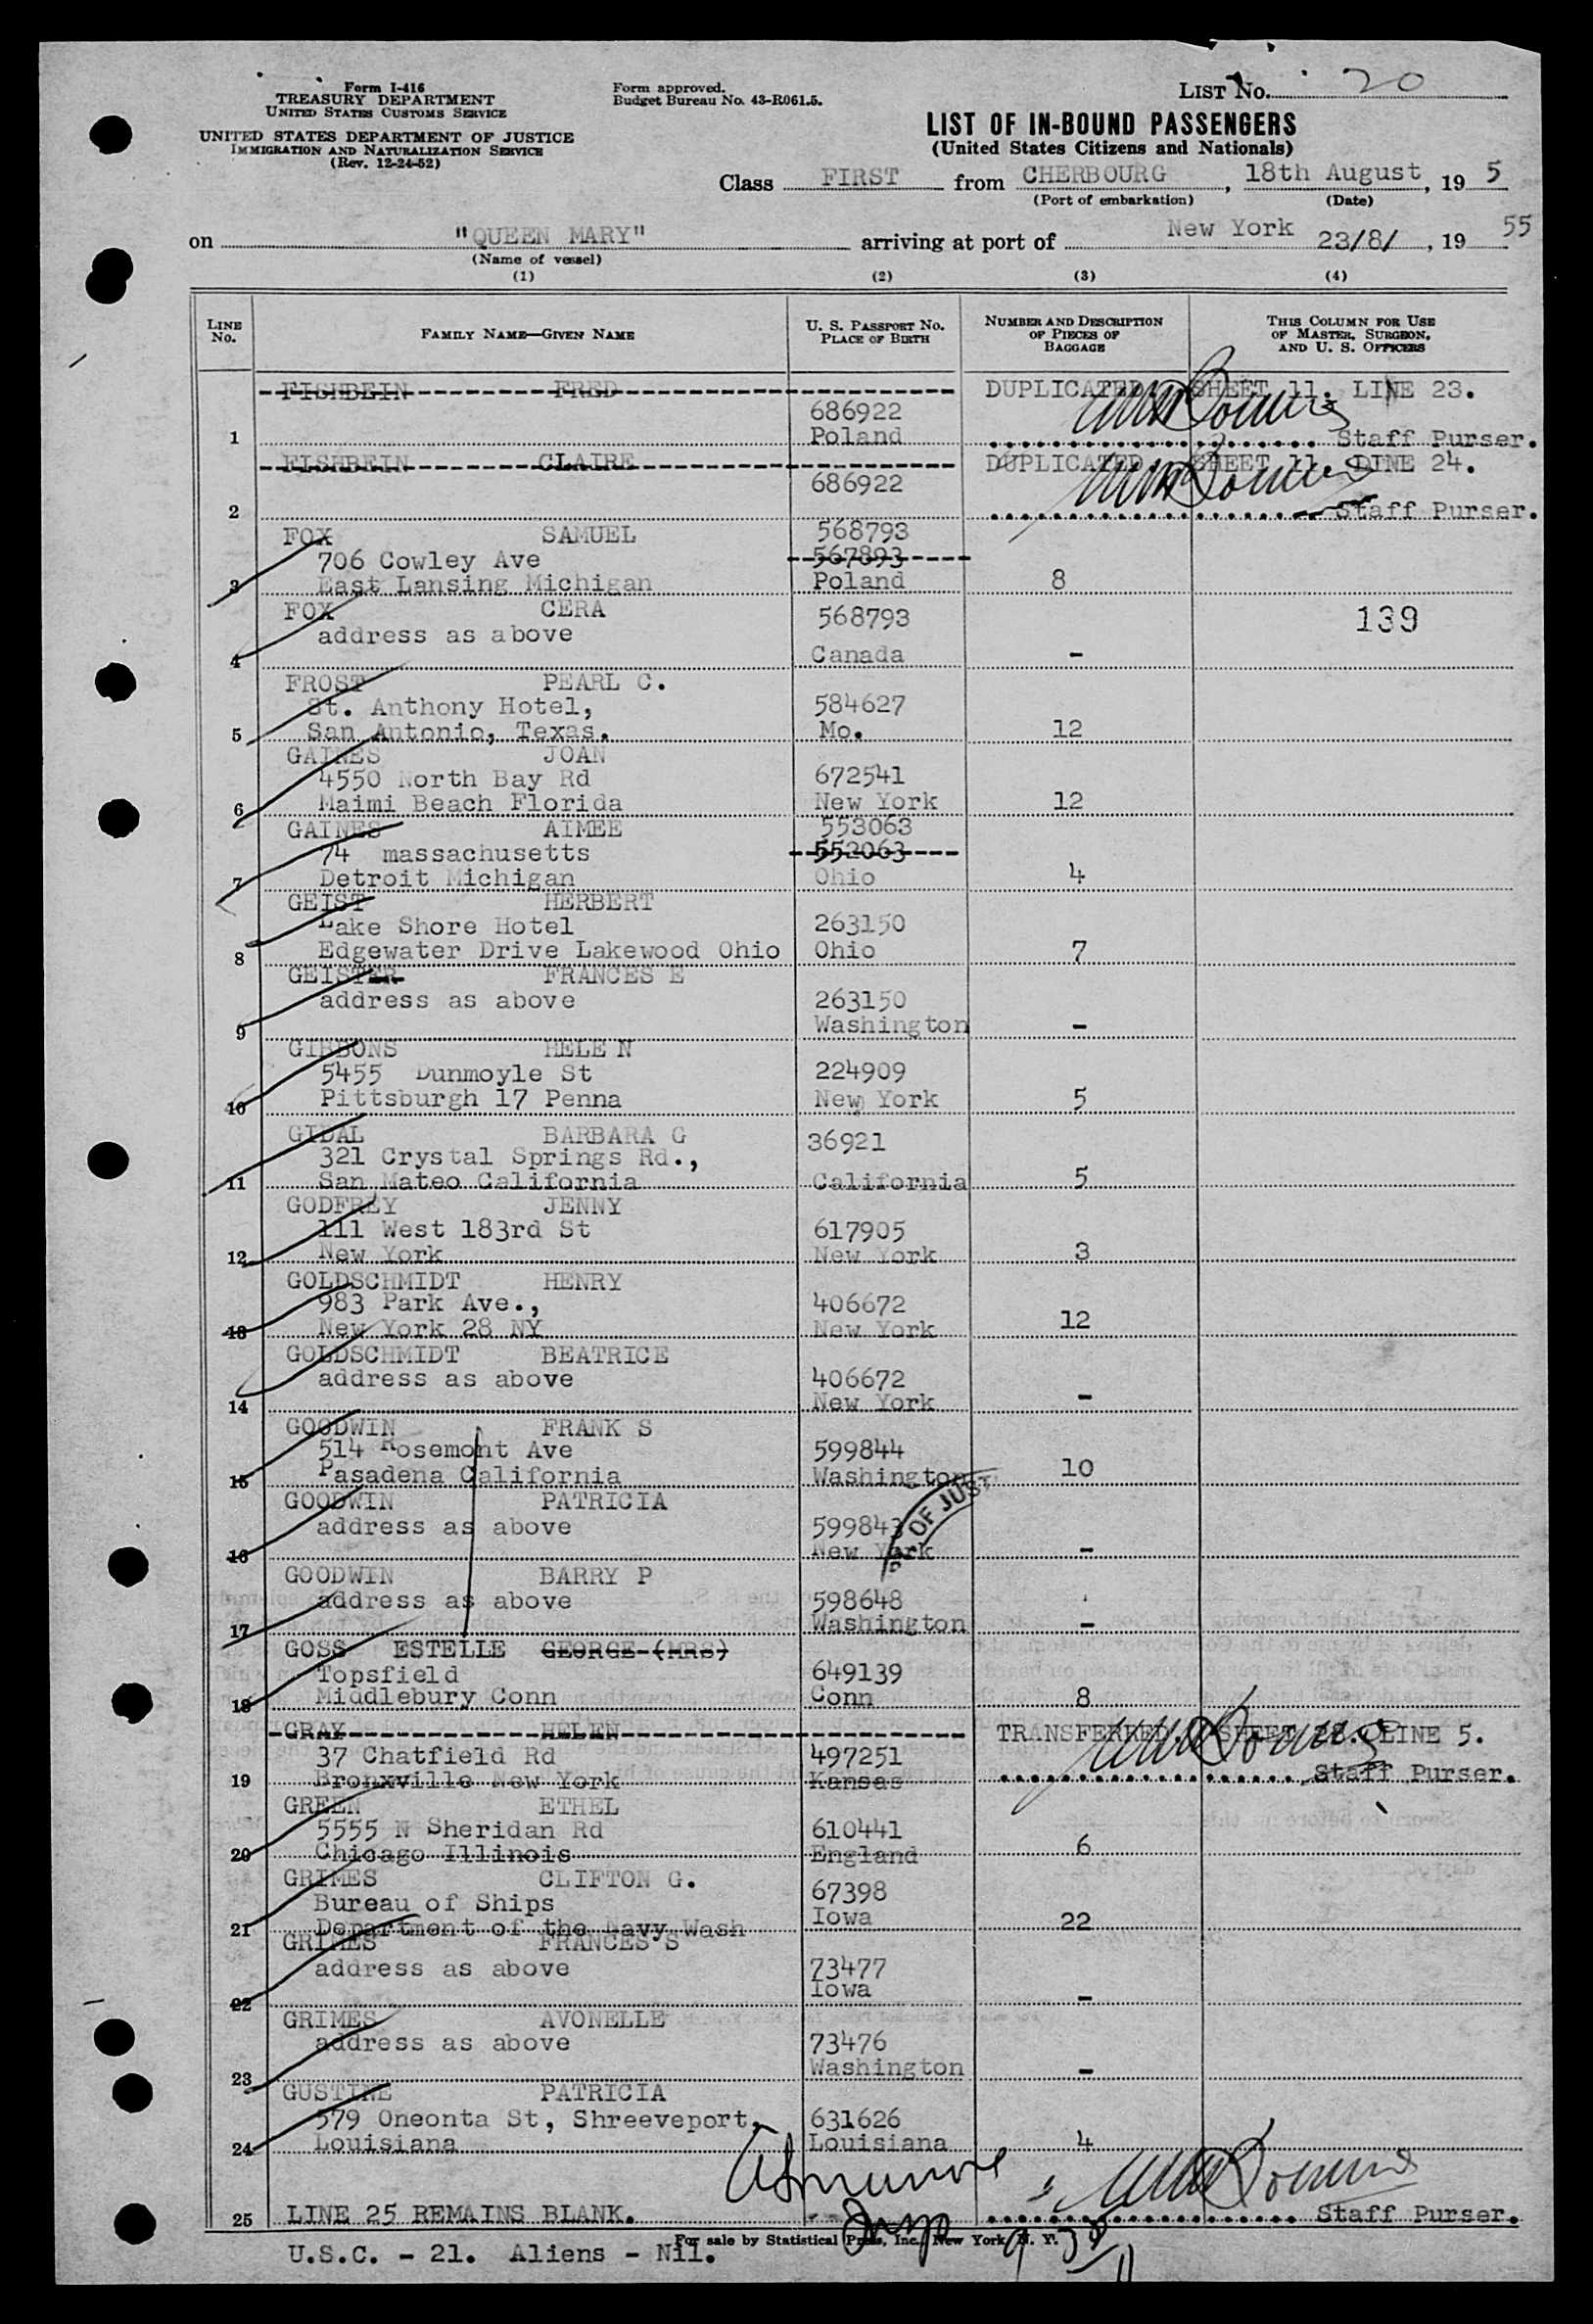 Form I-416
TREASURY DEPARTMENT
UNITED STATES CUSTOMS SERVICE
UNITED STATES DEPARTMENT OF JUSTICE
IMMIGRATION AND NATURALIZATION SERVICE
(Rev. 12-24-52)
Form approved.
Budget Bureau No. 43-R061.5.
LIST No. 20
LIST OF IN-BOUND PASSENGERS
(United States Citizens and Nationals)
Class FIRST from CHERBOURG, 18th August, 19 5
(Port of embarkation) (Date)
on "QUEEN MARY" arriving at port of New York 23/8/, 19 55
(Name of vessel)
(1) (2) (3) (4)
LINE No. FAMILY NAME—GIVEN NAME U. S. PASSPORT No. PLACE OF BIRTH NUMBER AND DESCRIPTION OF PIECES OF BAGGAGE THIS COLUMN FOR USE OF MASTER, SURGEON, AND U. S. OFFICERS
FISHBEIN FRED DUPLICATED. SHEET 11. LINE 23.
686922
1 Poland Staff Purser.
FISHBEIN CLAIRE DUPLICATED. SHEET 11. LINE 24.
686922
2 Staff Purser.
FOX SAMUEL 568793
706 Cowley Ave 567893
3 East Lansing Michigan Poland 8
FOX CERA 568793 139
address as above
4 Canada -
FROST PEARL C.
St. Anthony Hotel, 584627
5 San Antonio, Texas. Mo. 12
GAINES JOAN
4550 North Bay Rd 672541
6 Maimi Beach Florida New York 12
GAINES AIMEE 553063
74 massachusetts 552063
7 Detroit Michigan Ohio 4
GEIST HERBERT
Lake Shore Hotel 263150
8 Edgewater Drive Lakewood Ohio Ohio 7
GEISTER FRANCES E
address as above 263150
9 Washington -
GIBBONS HELE N
5455 Dunmoyle St 224909
10 Pittsburgh 17 Penna New York 5
GIDAL BARBARA G 36921
321 Crystal Springs Rd.,
11 San Mateo California California 5
GODFREY JENNY
111 West 183rd St 617905
12 New York New York 3
GOLDSCHMIDT HENRY
983 Park Ave., 406672
13 New York 28 NY New York 12
GOLDSCHMIDT BEATRICE
address as above 406672
14 New York -
GOODWIN FRANK S
514 Rosemont Ave 599844
15 Pasadena California Washington 10
GOODWIN PATRICIA OF JUST
address as above 599843
16 New York -
GOODWIN BARRY P
address as above 598648
17 Washington -
GOSS ESTELLE GEORGE (MRS)
Topsfield 649139
18 Middlebury Conn Conn 8
GRAY HELEN TRANSFERRED. SHEET 22. LINE 5.
37 Chatfield Rd 497251
19 Bronxville New York Kansas Staff Purser.
GREEN ETHEL
5555 N Sheridan Rd 610441
20 Chicago Illinois England 6
GRIMES CLIFTON G.
Bureau of Ships 67398
21 Department of the Navy Wash Iowa 22
GRIMES FRANCES S
address as above 73477
22 Iowa -
GRIMES AVONELLE
address as above 73476
23 Washington -
GUSTINE PATRICIA
579 Oneonta St, Shreeveport, 631626
24 Louisiana Louisiana 4
25 LINE 25 REMAINS BLANK. Staff Purser.
For sale by Statistical Press, Inc., New York, N. Y.
U.S.C. - 21. Aliens - Nil.